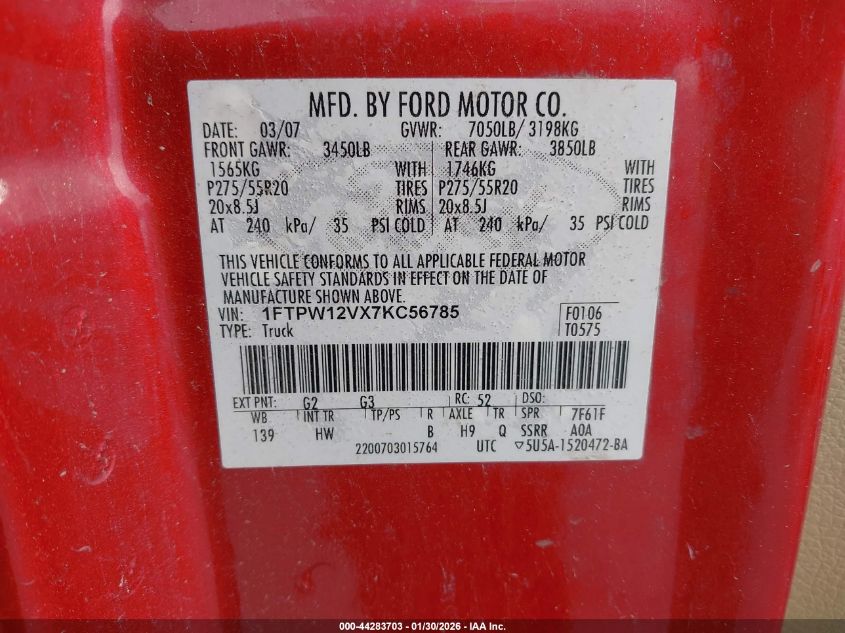 MFD. BY FORD MOTOR CO.
DATE: 03/07 GVWR: 7050LB/ 3198KG
FRONT GAWR: 3450LB REAR GAWR: 3850LB
1565KG WITH 1746KG WITH
P275/55R20 TIRES P275/55R20 TIRES
20x8.5J RIMS 20x8.5J RIMS
AT 240 kPa/ 35 PSI COLD AT 240 kPa/ 35 PSI COLD
THIS VEHICLE CONFORMS TO ALL APPLICABLE FEDERAL MOTOR
VEHICLE SAFETY STANDARDS IN EFFECT ON THE DATE OF
MANUFACTURE SHOWN ABOVE.
VIN: 1FTPW12VX7KC56785 F0106
TYPE: Truck T0575
EXT PNT: G2 G3 RC: 52 DSO:
WB INT TR TP/PS R AXLE TR SPR 7F61F
139 HW B H9 Q SSRR A0A
2200703015764 UTC ▽5U5A-1520472-BA
000-44283703 - 01/30/2026 - IAA Inc.